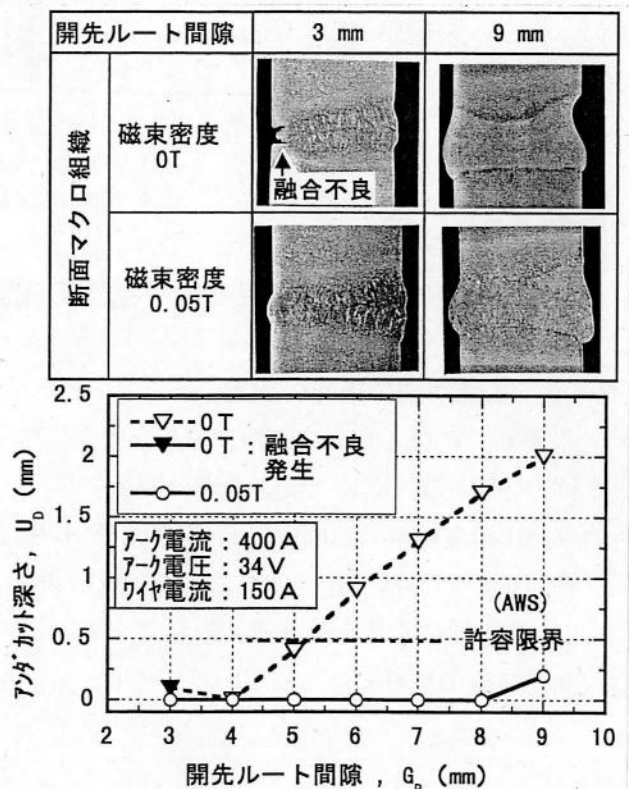 開先ルート間隙 3 mm 9 mm
断面マクロ組織
磁束密度
0T
融合不良
磁束密度
0.05T
2.5
2
1.5
1
0.5
0
アンダカット深さ, U_D (mm)
0T
0T:融合不良
発生
0.05T
アーク電流:400A
アーク電圧:34V
ワイヤ電流:150A
(AWS)
許容限界
2 3 4 5 6 7 8 9 10
開先ルート間隙, G_R (mm)